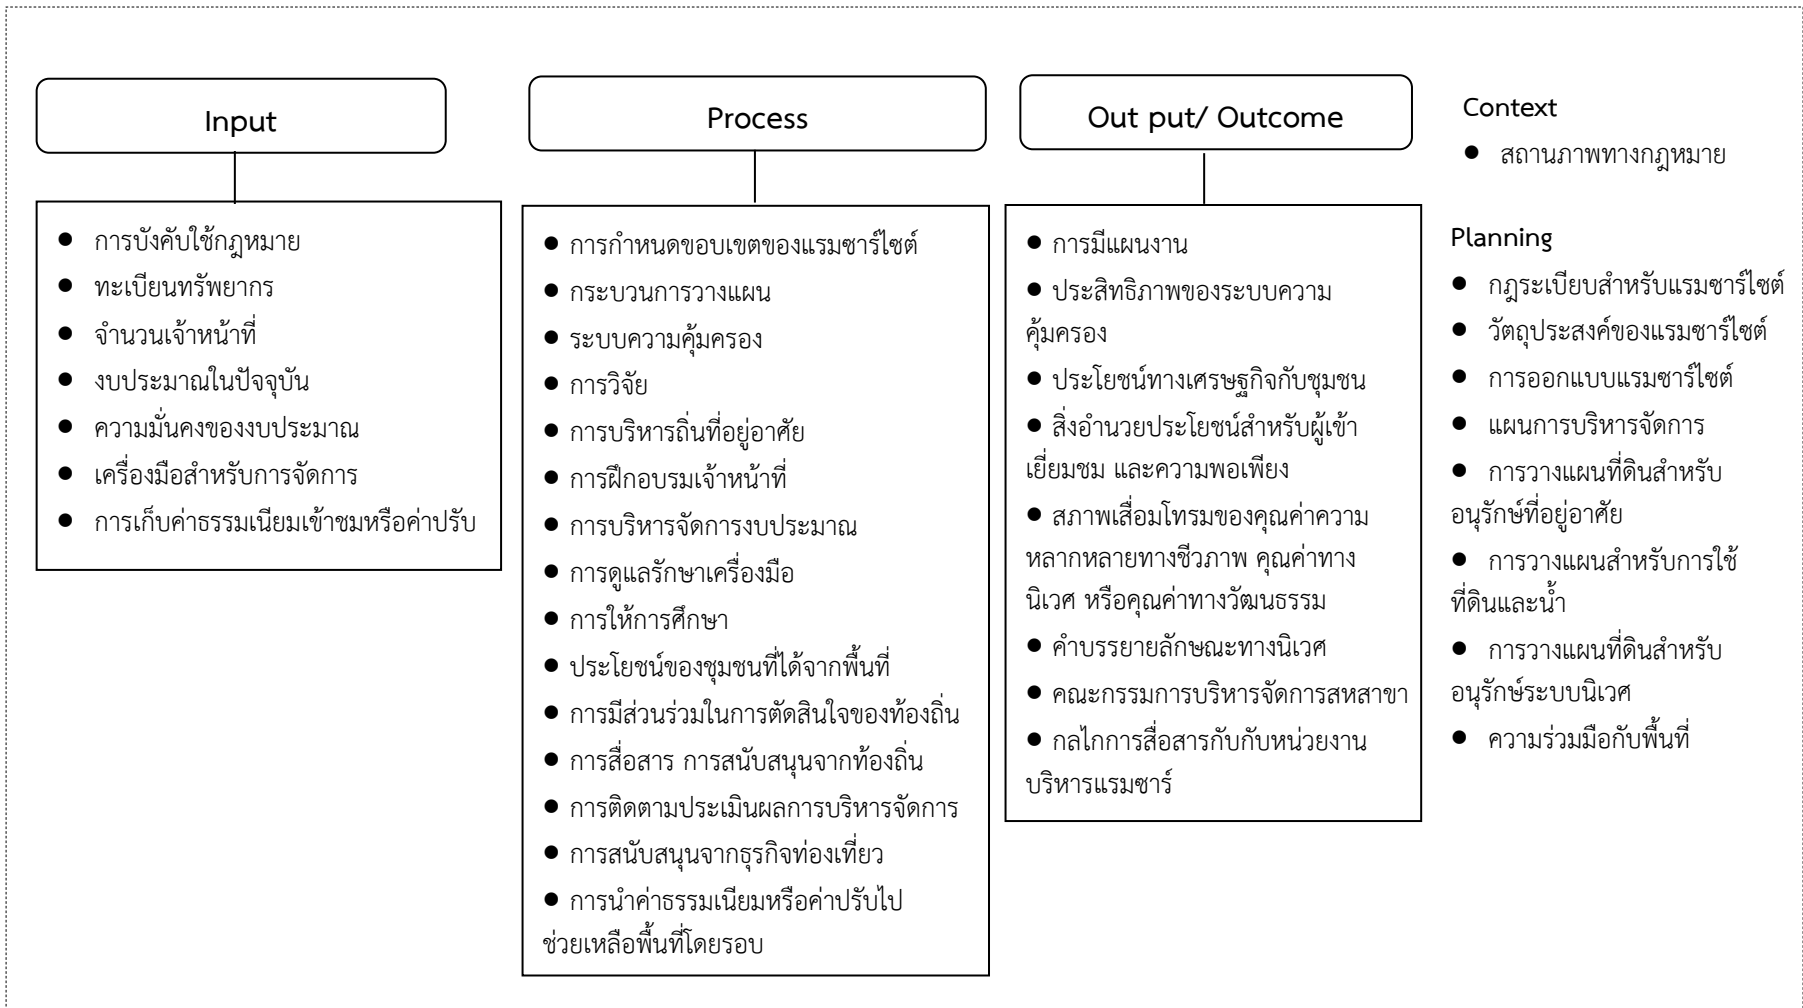 Input
● การบังคับใช้กฎหมาย
● ทะเบียนทรัพยากร
● จำนวนเจ้าหน้าที่
● งบประมาณในปัจจุบัน
● ความมั่นคงของงบประมาณ
● เครื่องมือสำหรับการจัดการ
● การเก็บค่าธรรมเนียมเข้าชมหรือค่าปรับ
Process
● การกำหนดขอบเขตของแรมซาร์ไซต์
● กระบวนการวางแผน
● ระบบความคุ้มครอง
● การวิจัย
● การบริหารถิ่นที่อยู่อาศัย
● การฝึกอบรมเจ้าหน้าที่
● การบริหารจัดการงบประมาณ
● การดูแลรักษาเครื่องมือ
● การให้การศึกษา
● ประโยชน์ของชุมชนที่ได้จากพื้นที่
● การมีส่วนร่วมในการตัดสินใจของท้องถิ่น
● การสื่อสาร การสนับสนุนจากท้องถิ่น
● การติดตามประเมินผลการบริหารจัดการ
● การสนับสนุนจากธุรกิจท่องเที่ยว
● การนำค่าธรรมเนียมหรือค่าปรับไป
ช่วยเหลือพื้นที่โดยรอบ
Out put/ Outcome
● การมีแผนงาน
● ประสิทธิภาพของระบบความ
คุ้มครอง
● ประโยชน์ทางเศรษฐกิจกับชุมชน
● สิ่งอำนวยประโยชน์สำหรับผู้เข้า
เยี่ยมชม และความพอเพียง
● สภาพเสื่อมโทรมของคุณค่าความ
หลากหลายทางชีวภาพ คุณค่าทาง
นิเวศ หรือคุณค่าทางวัฒนธรรม
● คำบรรยายลักษณะทางนิเวศ
● คณะกรรมการบริหารจัดการสหสาขา
● กลไกการสื่อสารกับกับหน่วยงาน
บริหารแรมซาร์
Context
● สถานภาพทางกฎหมาย
Planning
● กฎระเบียบสำหรับแรมซาร์ไซต์
● วัตถุประสงค์ของแรมซาร์ไซต์
● การออกแบบแรมซาร์ไซต์
● แผนการบริหารจัดการ
● การวางแผนที่ดินสำหรับ
อนุรักษ์ที่อยู่อาศัย
● การวางแผนสำหรับการใช้
ที่ดินและน้ำ
● การวางแผนที่ดินสำหรับ
อนุรักษ์ระบบนิเวศ
● ความร่วมมือกับพื้นที่